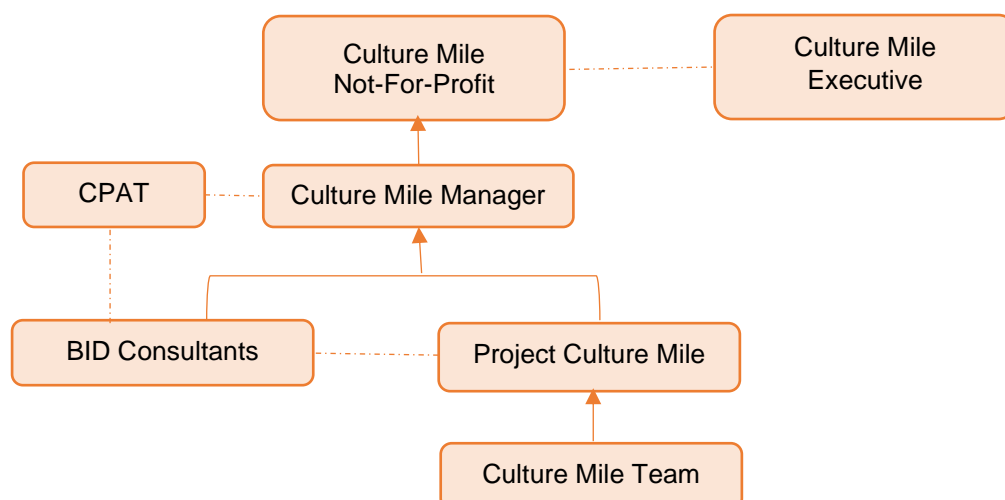 Culture Mile
Not-For-Profit
Culture Mile
Executive
CPAT
Culture Mile Manager
BID Consultants
Project Culture Mile
Culture Mile Team